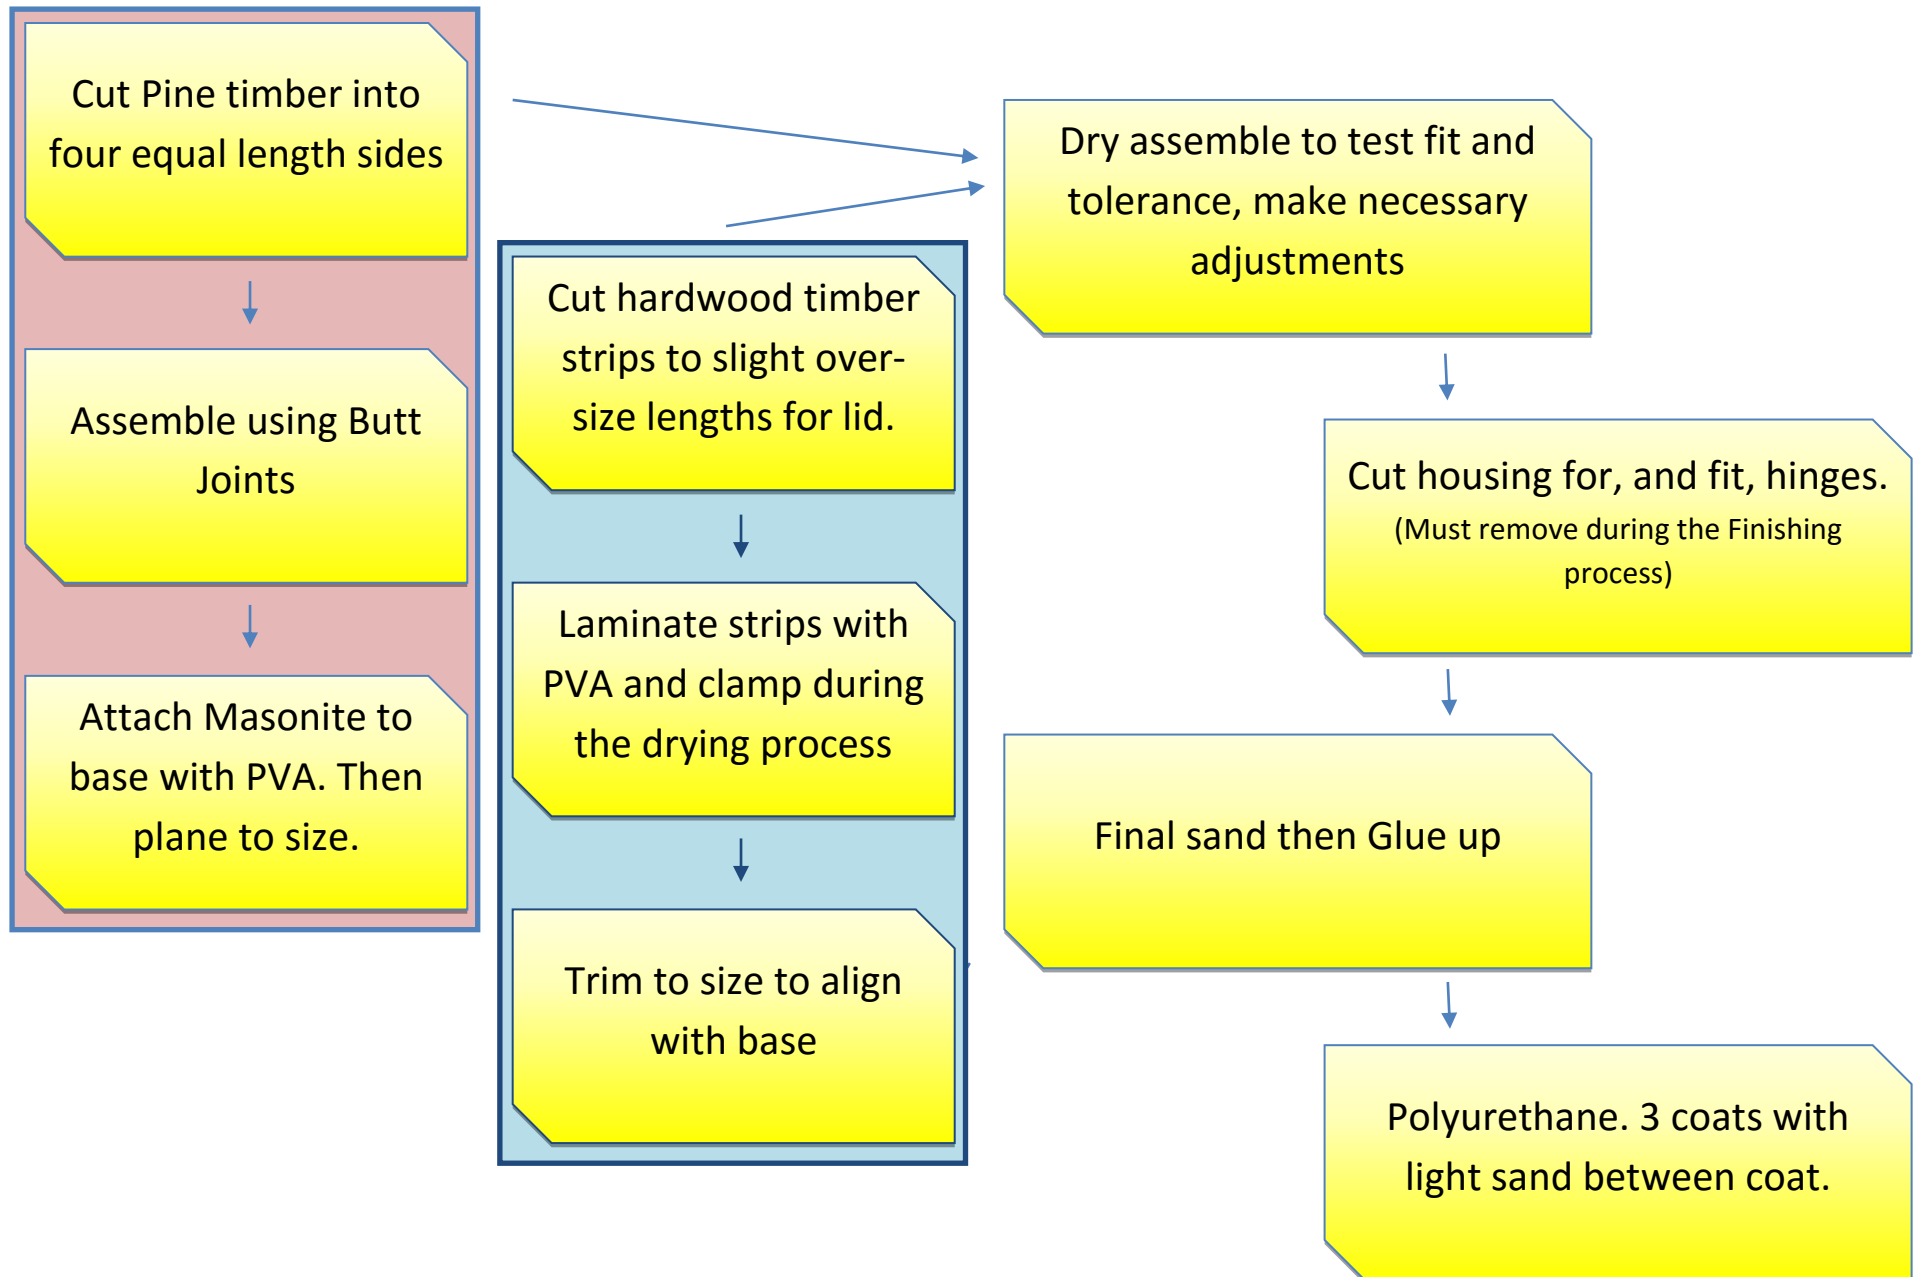 Cut Pine timber into
four equal length sides
Assemble using Butt
Joints
Attach Masonite to
base with PVA. Then
plane to size.
Cut hardwood timber
strips to slight over-
size lengths for lid.
Laminate strips with
PVA and clamp during
the drying process
Trim to size to align
with base
Dry assemble to test fit and
tolerance, make necessary
adjustments
Cut housing for, and fit, hinges.
(Must remove during the Finishing
process)
Final sand then Glue up
Polyurethane. 3 coats with
light sand between coat.